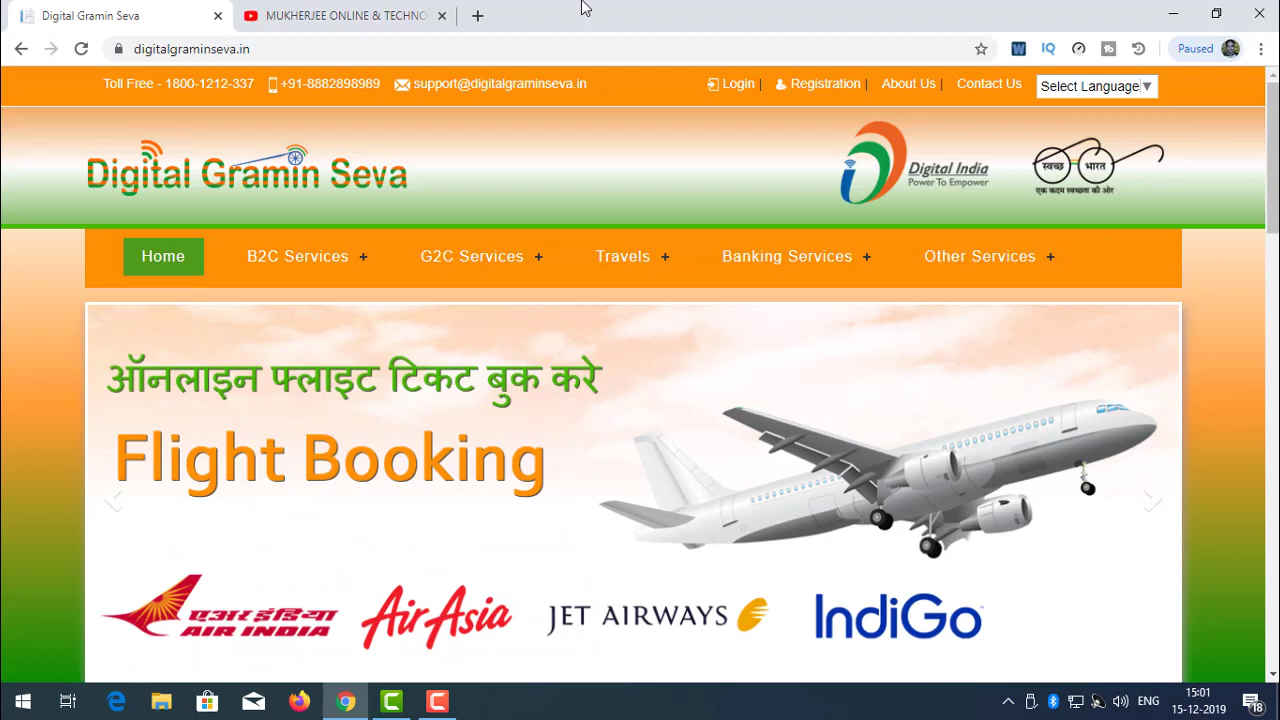 Digital Gramin Seva
MUKHERJEE ONLINE & TECHNO
digitalgraminseva.in
Paused
Toll Free - 1800-1212-337
+91-8882898989
support@digitalgraminseva.in
Login |
Registration |
About Us |
Contact Us
Select Language
Digital Gramin Seva
Digital India
Power To Empower
स्वच्छ भारत
एक कदम स्वच्छता की ओर
Home
B2C Services +
G2C Services +
Travels +
Banking Services +
Other Services +
ऑनलाइन फ्लाइट टिकट बुक करे
Flight Booking
एअर इंडिया
AIR INDIA
AirAsia
JET AIRWAYS
IndiGo
ENG
15:01
15-12-2019
18